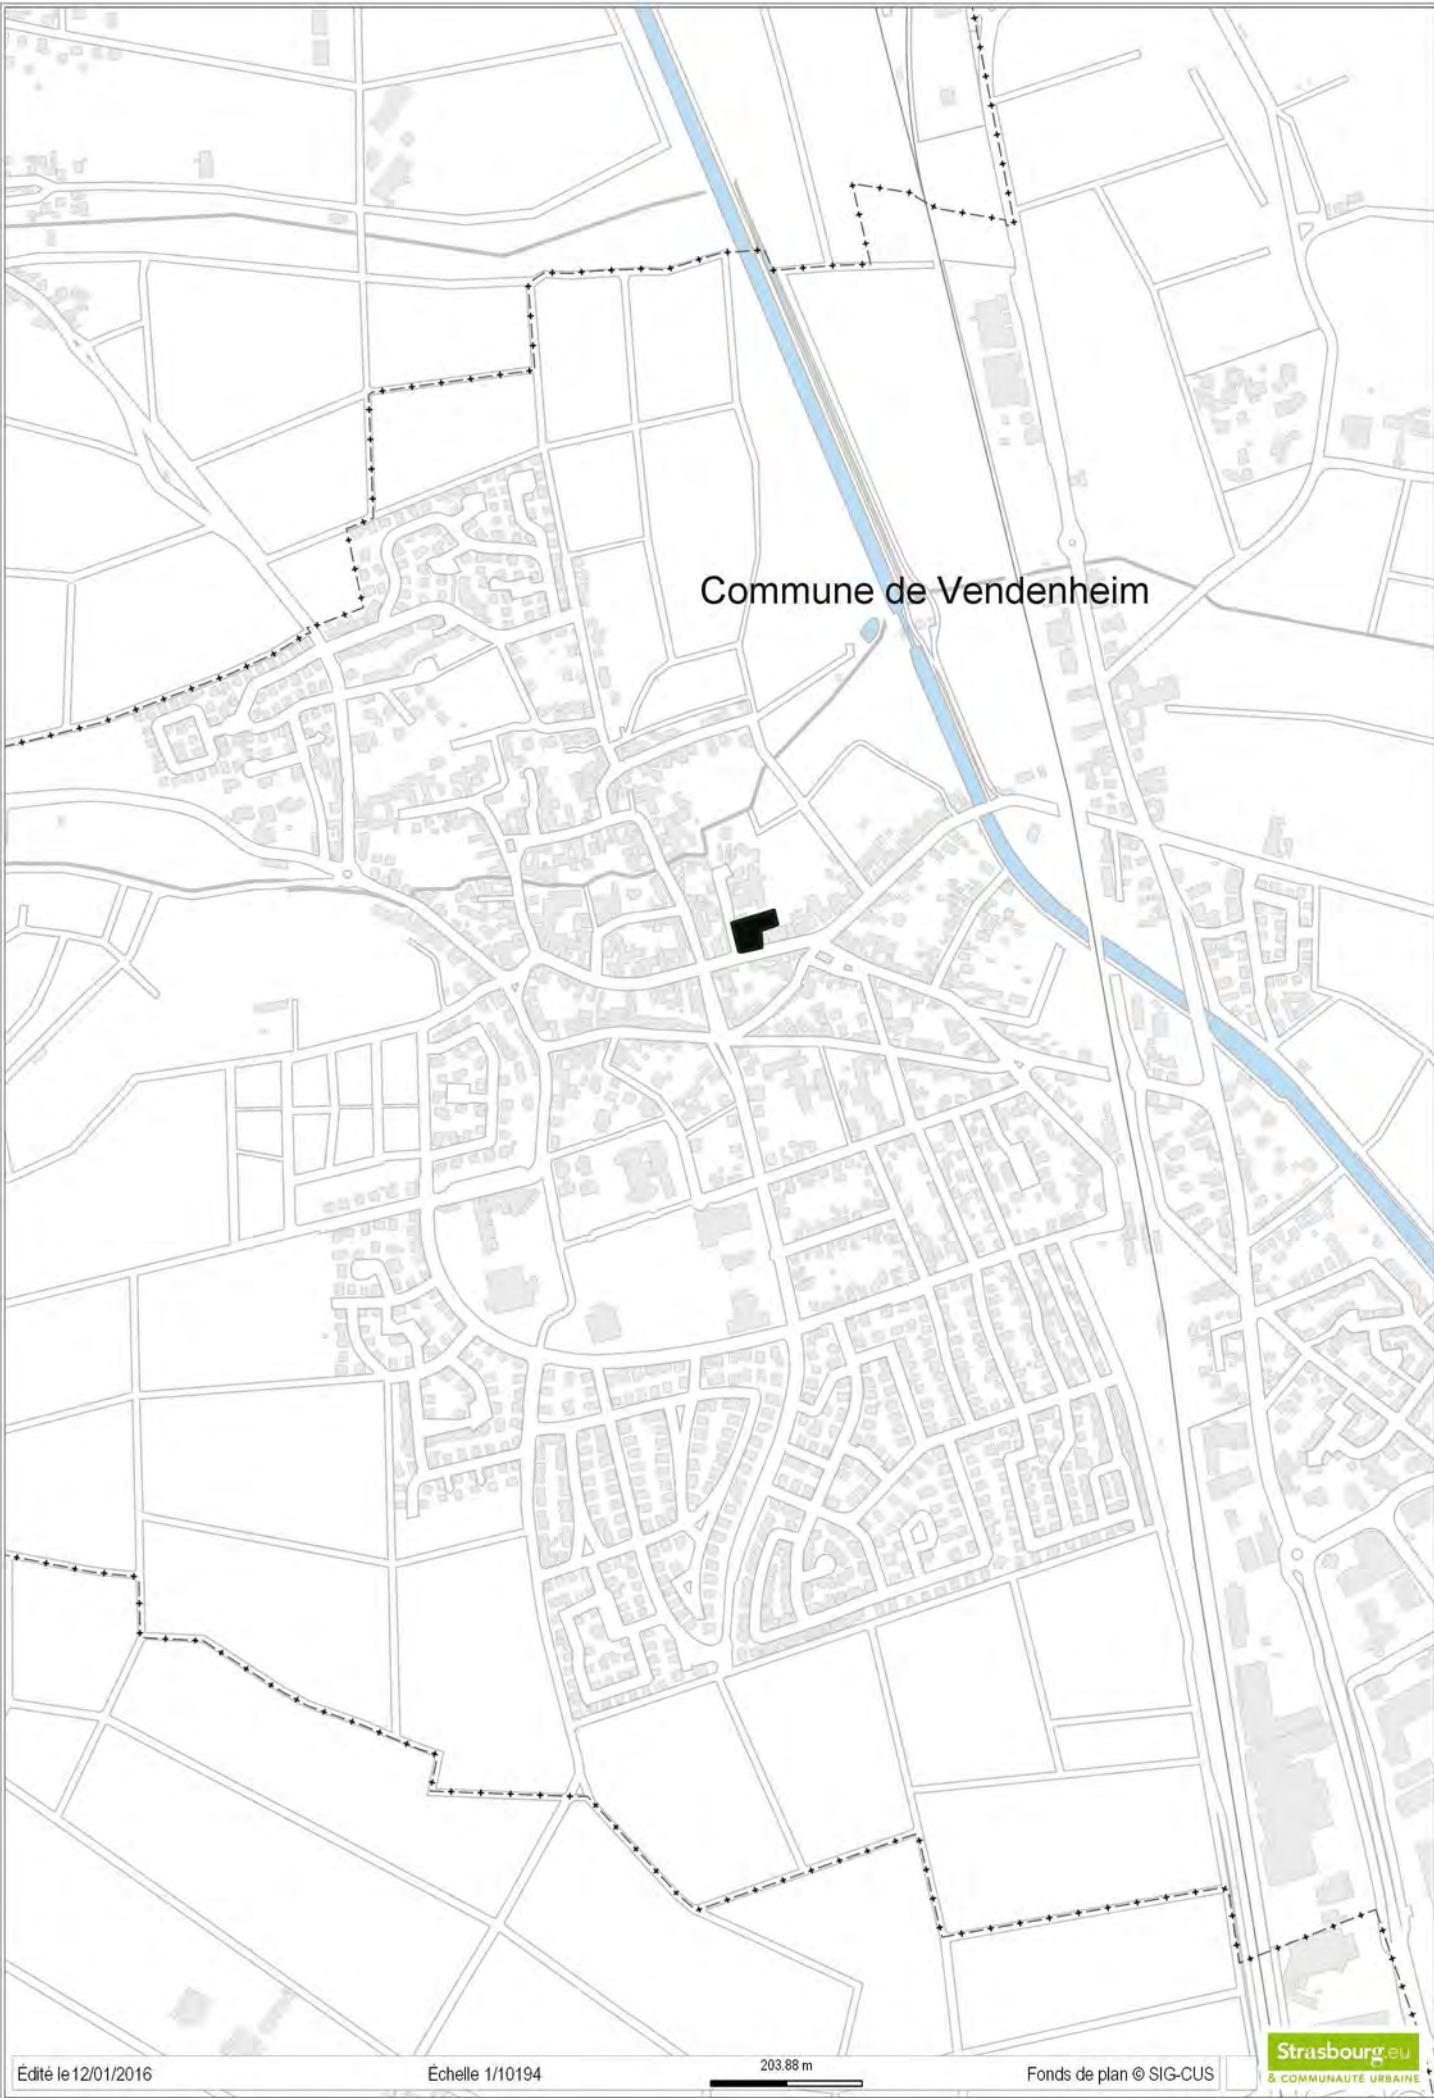 Commune de Vendenheim
Édité le 12/01/2016
Échelle 1/10194
203.88 m
Fonds de plan © SIG-CUS
Strasbourg.eu
& COMMUNAUTÉ URBAINE